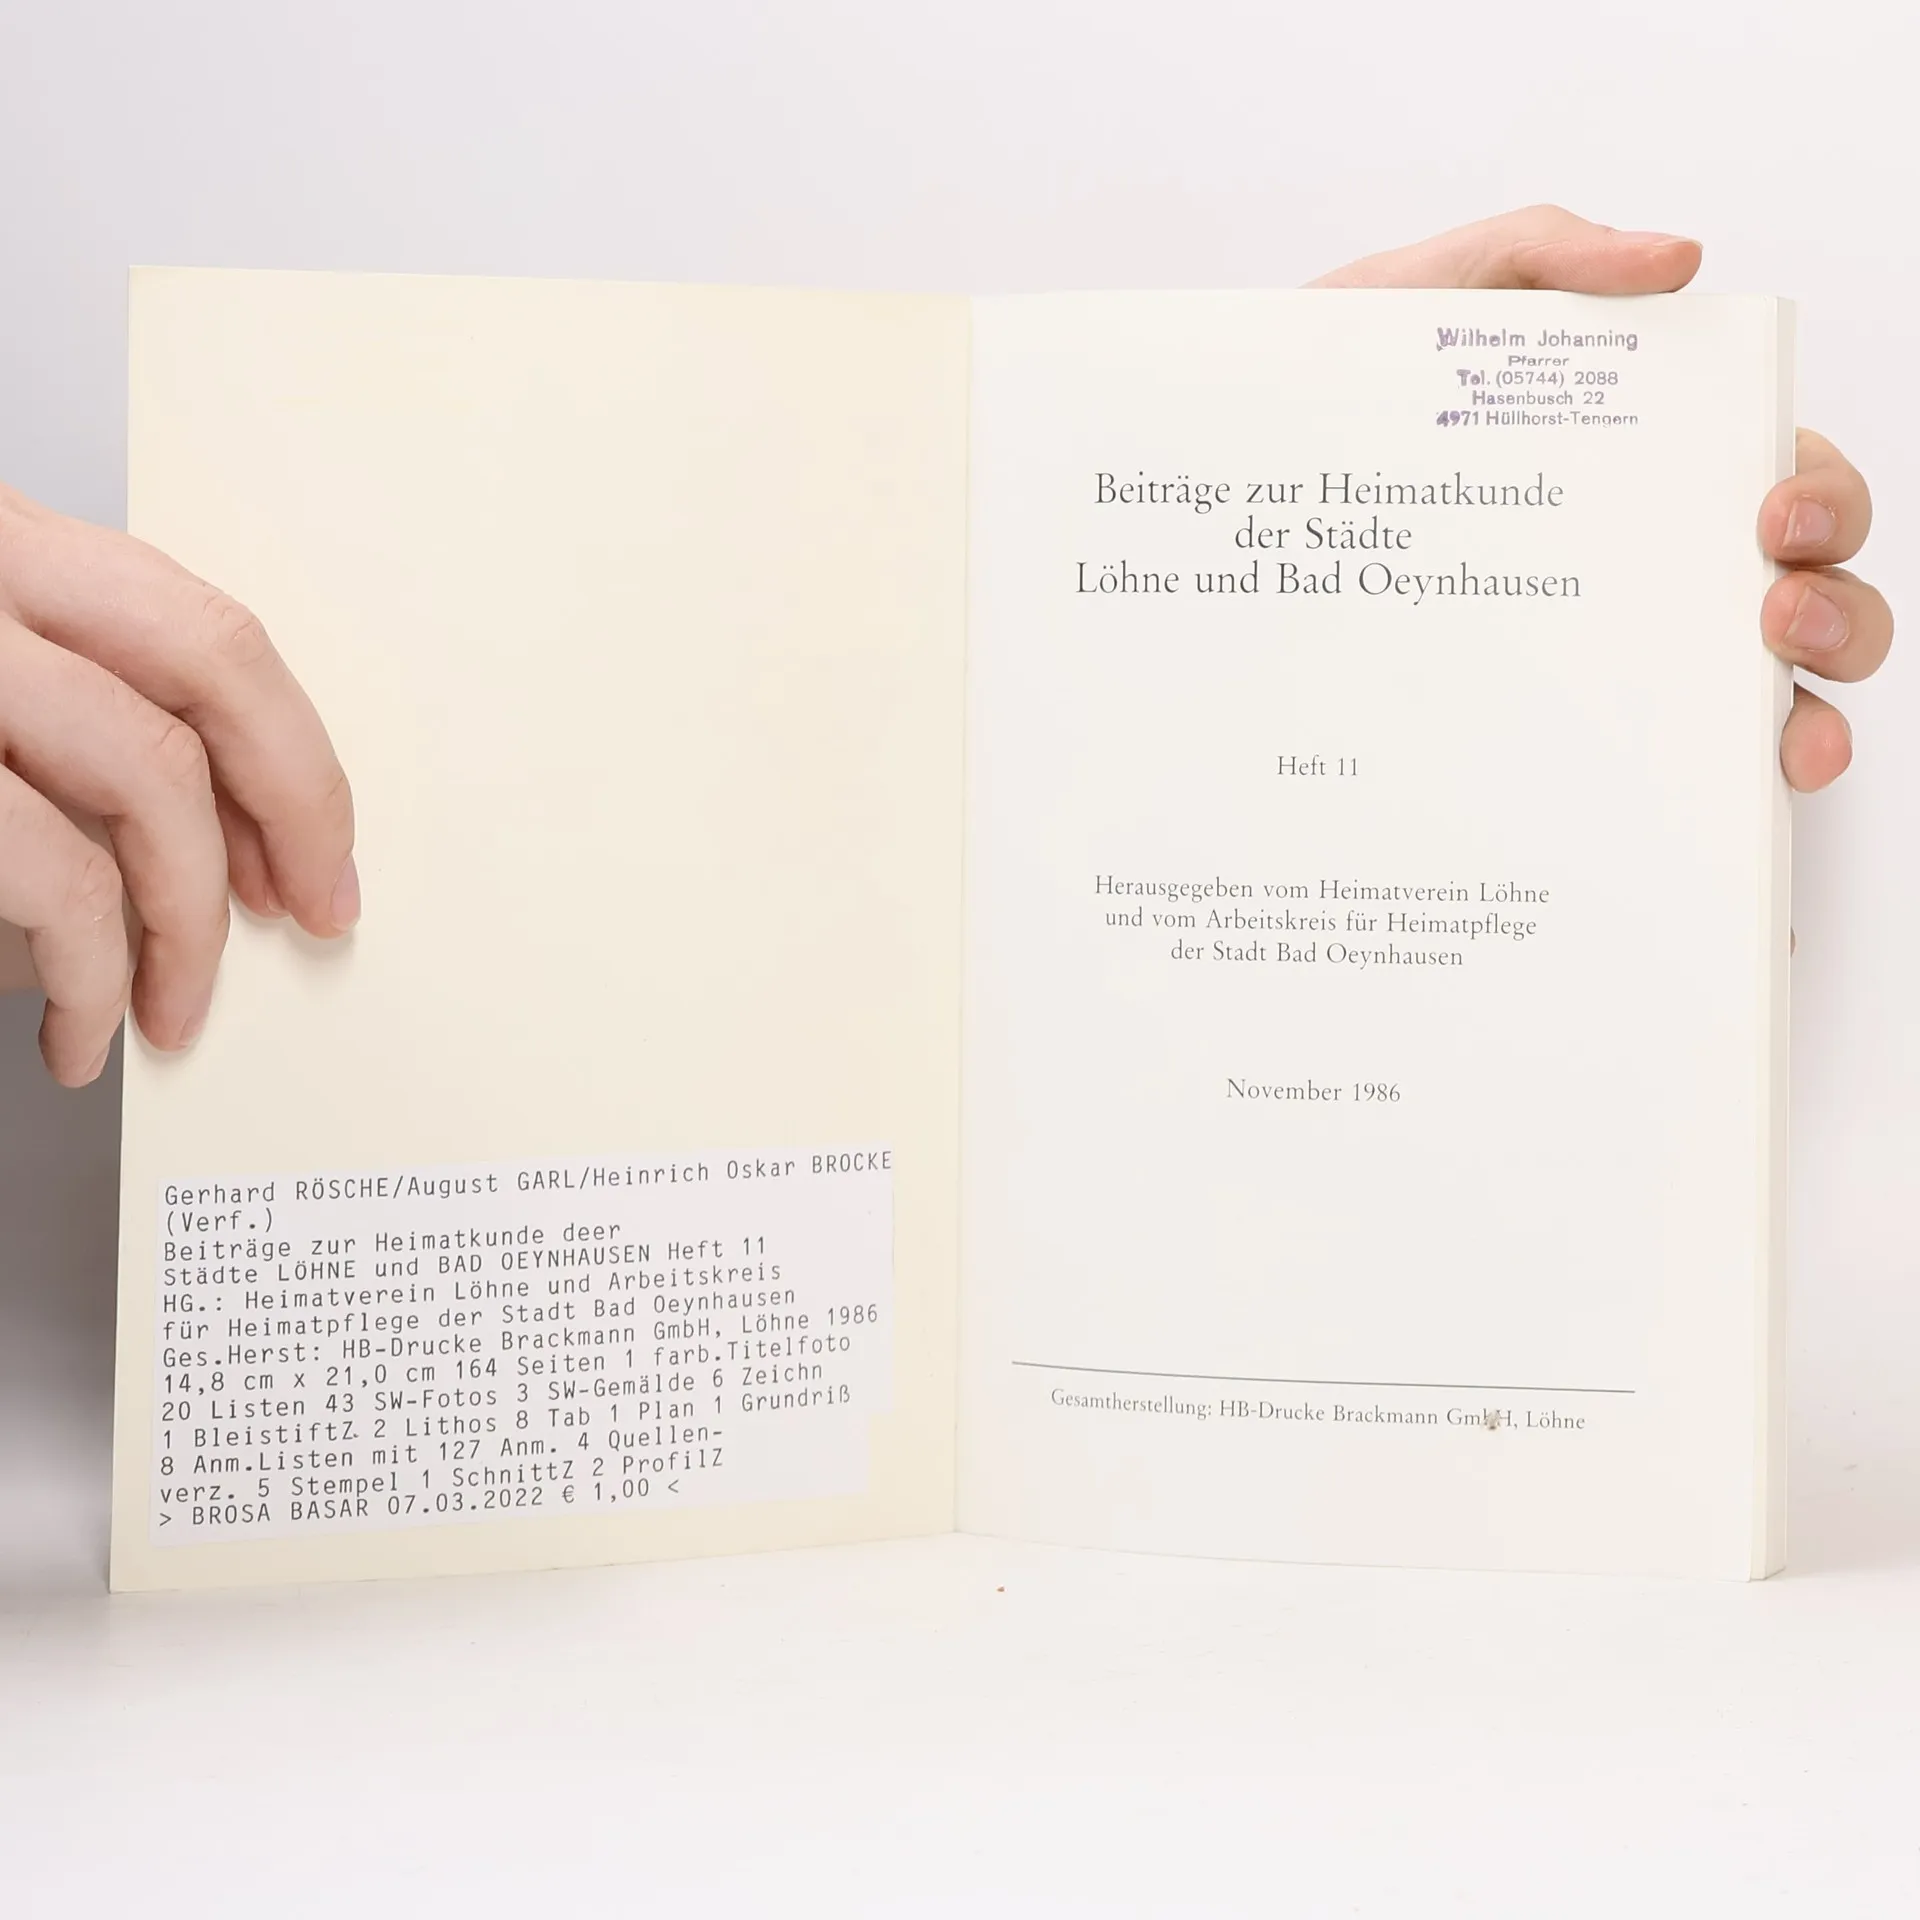 Gerhard RÖSCHE/August GARL/Heinrich Oskar BROCKE
(Verf.)
Beiträge zur Heimatkunde deer
Städte LÖHNE und BAD OEYNHAUSEN Heft 11
HG.: Heimatverein Löhne und Arbeitskreis
für Heimatpflege der Stadt Bad Oeynhausen
Ges.Herst: HB-Drucke Brackmann GmbH, Löhne 1986
14,8 cm x 21,0 cm 164 Seiten 1 farb.Titelfoto
20 Listen 43 SW-Fotos 3 SW-Gemälde 6 Zeichn
1 BleistiftZ. 2 Lithos 8 Tab 1 Plan 1 Grundriß
8 Anm.Listen mit 127 Anm. 4 Quellen-
verz. 5 Stempel 1 SchnittZ 2 ProfilZ
> BROSA BASAR 07.03.2022 € 1,00 <
Wilhelm Johanning
Pfarrer
Tel. (05744) 2088
Hasenbusch 22
4971 Hüllhorst-Tengern
Beiträge zur Heimatkunde
der Städte
Löhne und Bad Oeynhausen
Heft 11
Herausgegeben vom Heimatverein Löhne
und vom Arbeitskreis für Heimatpflege
der Stadt Bad Oeynhausen
November 1986
Gesamtherstellung: HB-Drucke Brackmann GmbH, Löhne